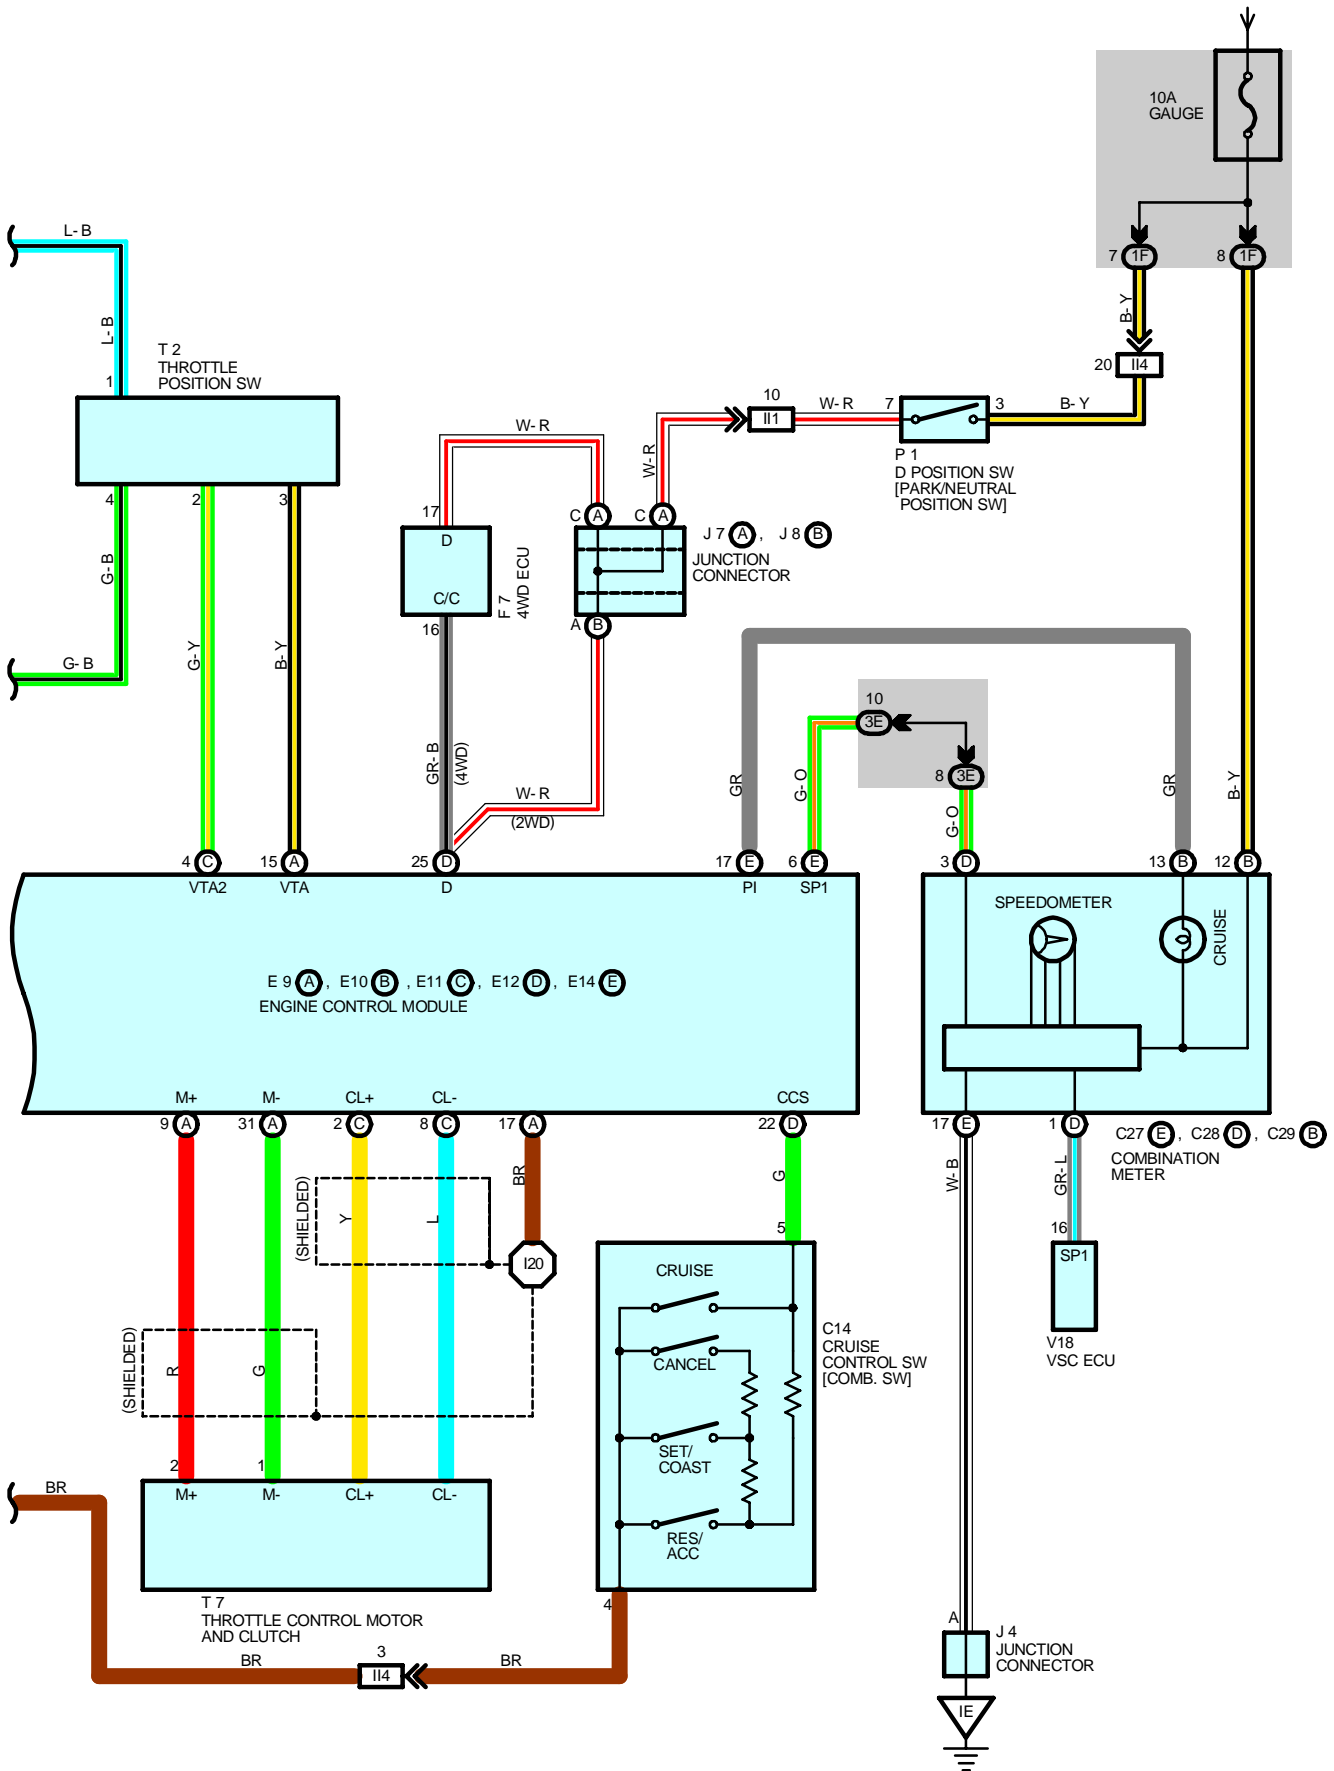 10A
GAUGE
7 1F
8 1F
L- B
L- B
B- Y
20 II4
T 2
THROTTLE
POSITION SW
1
4
2
3
10
II1
W- R
7
3
B- Y
P 1
D POSITION SW
[PARK/NEUTRAL
POSITION SW]
W- R
W- R
17
D
C/C
16
F 7
4WD ECU
C A
C A
J 7 A , J 8 B
JUNCTION
CONNECTOR
A B
G- B
G- B
G- Y
B- Y
GR- B
(4WD)
W- R
(2WD)
GR
G- O
10
3E
8 3E
G- O
GR
B- Y
4 C
VTA2
15 A
VTA
25 D
D
17 E
PI
6 E
SP1
3 D
13 B
12 B
SPEEDOMETER
CRUISE
E 9 A , E10 B , E11 C , E12 D , E14 E
ENGINE CONTROL MODULE
M+
9 A
M-
31 A
CL+
2 C
CL-
8 C
17 A
CCS
22 D
17 E
1 D
C27 E , C28 D , C29 B
COMBINATION
METER
(SHIELDED)
Y
L
BR
I20
G
5
W- B
GR- L
16
SP1
V18
VSC ECU
(SHIELDED)
R
G
CRUISE
CANCEL
SET/
COAST
RES/
ACC
C14
CRUISE
CONTROL SW
[COMB. SW]
4
2
1
M+
M-
CL+
CL-
T 7
THROTTLE CONTROL MOTOR
AND CLUTCH
BR
BR
3
II4
BR
A
J 4
JUNCTION
CONNECTOR
IE